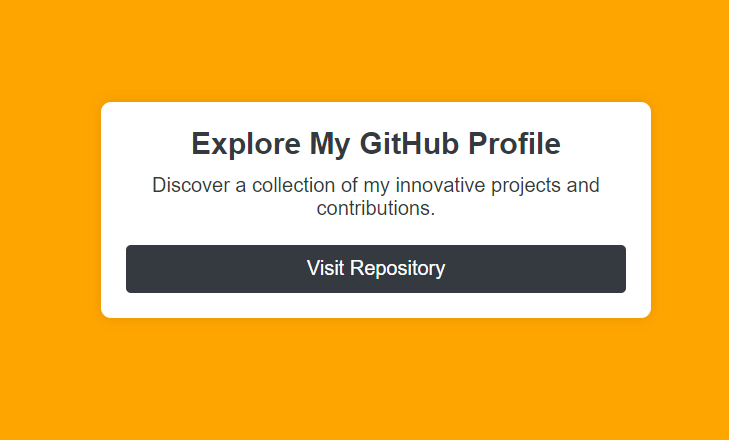 Explore My GitHub Profile
Discover a collection of my innovative projects and
contributions.
Visit Repository